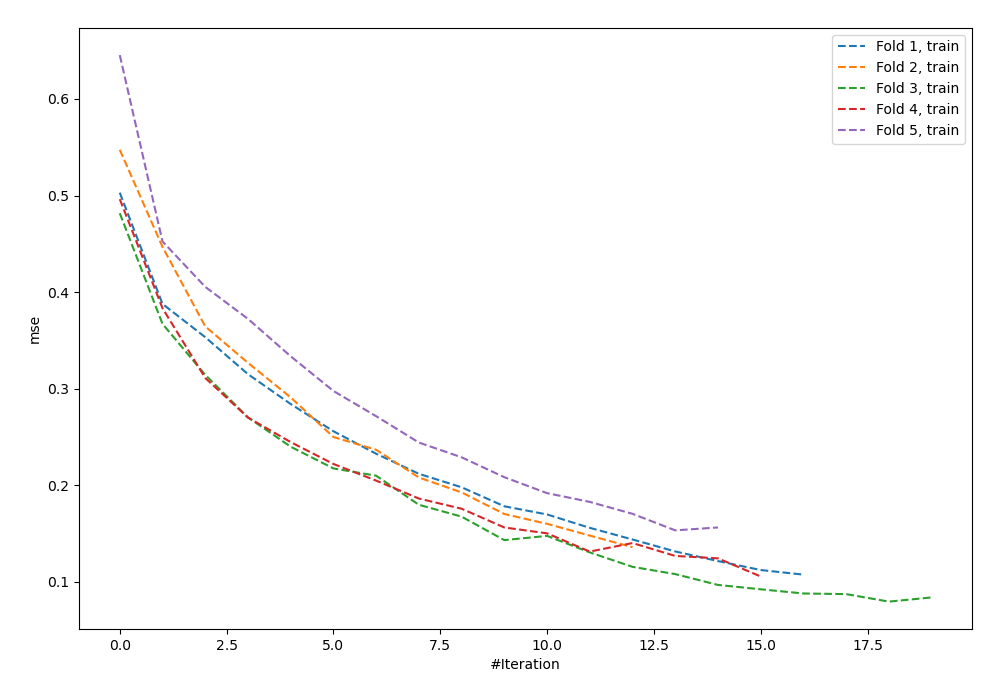 Fold 1, train
Fold 2, train
Fold 3, train
Fold 4, train
Fold 5, train
0.6
0.5
0.4
0.3
0.2
0.1
mse
0.0 2.5 5.0 7.5 10.0 12.5 15.0 17.5
#Iteration